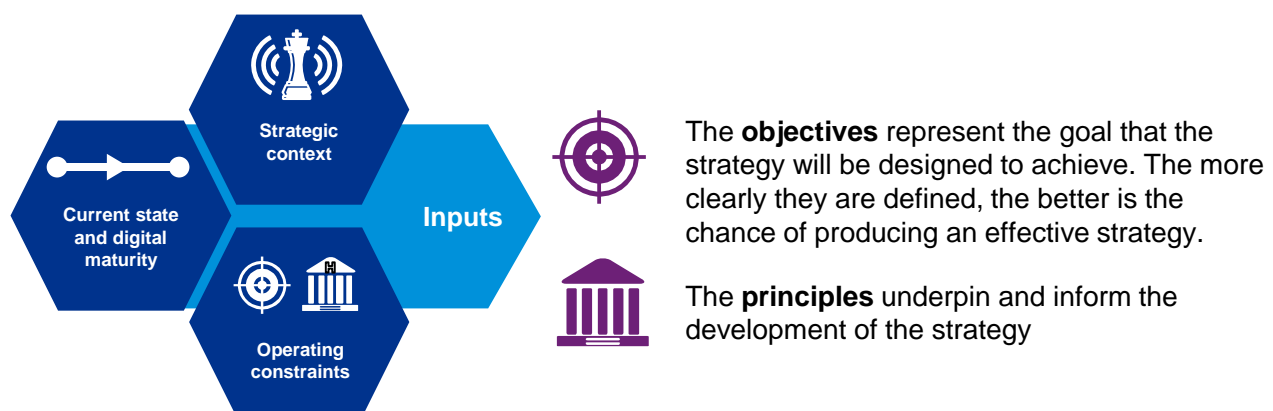 Strategic
context
Current state
and digital
maturity
Inputs
Operating
constraints
The objectives represent the goal that the
strategy will be designed to achieve. The more
clearly they are defined, the better is the
chance of producing an effective strategy.
The principles underpin and inform the
development of the strategy